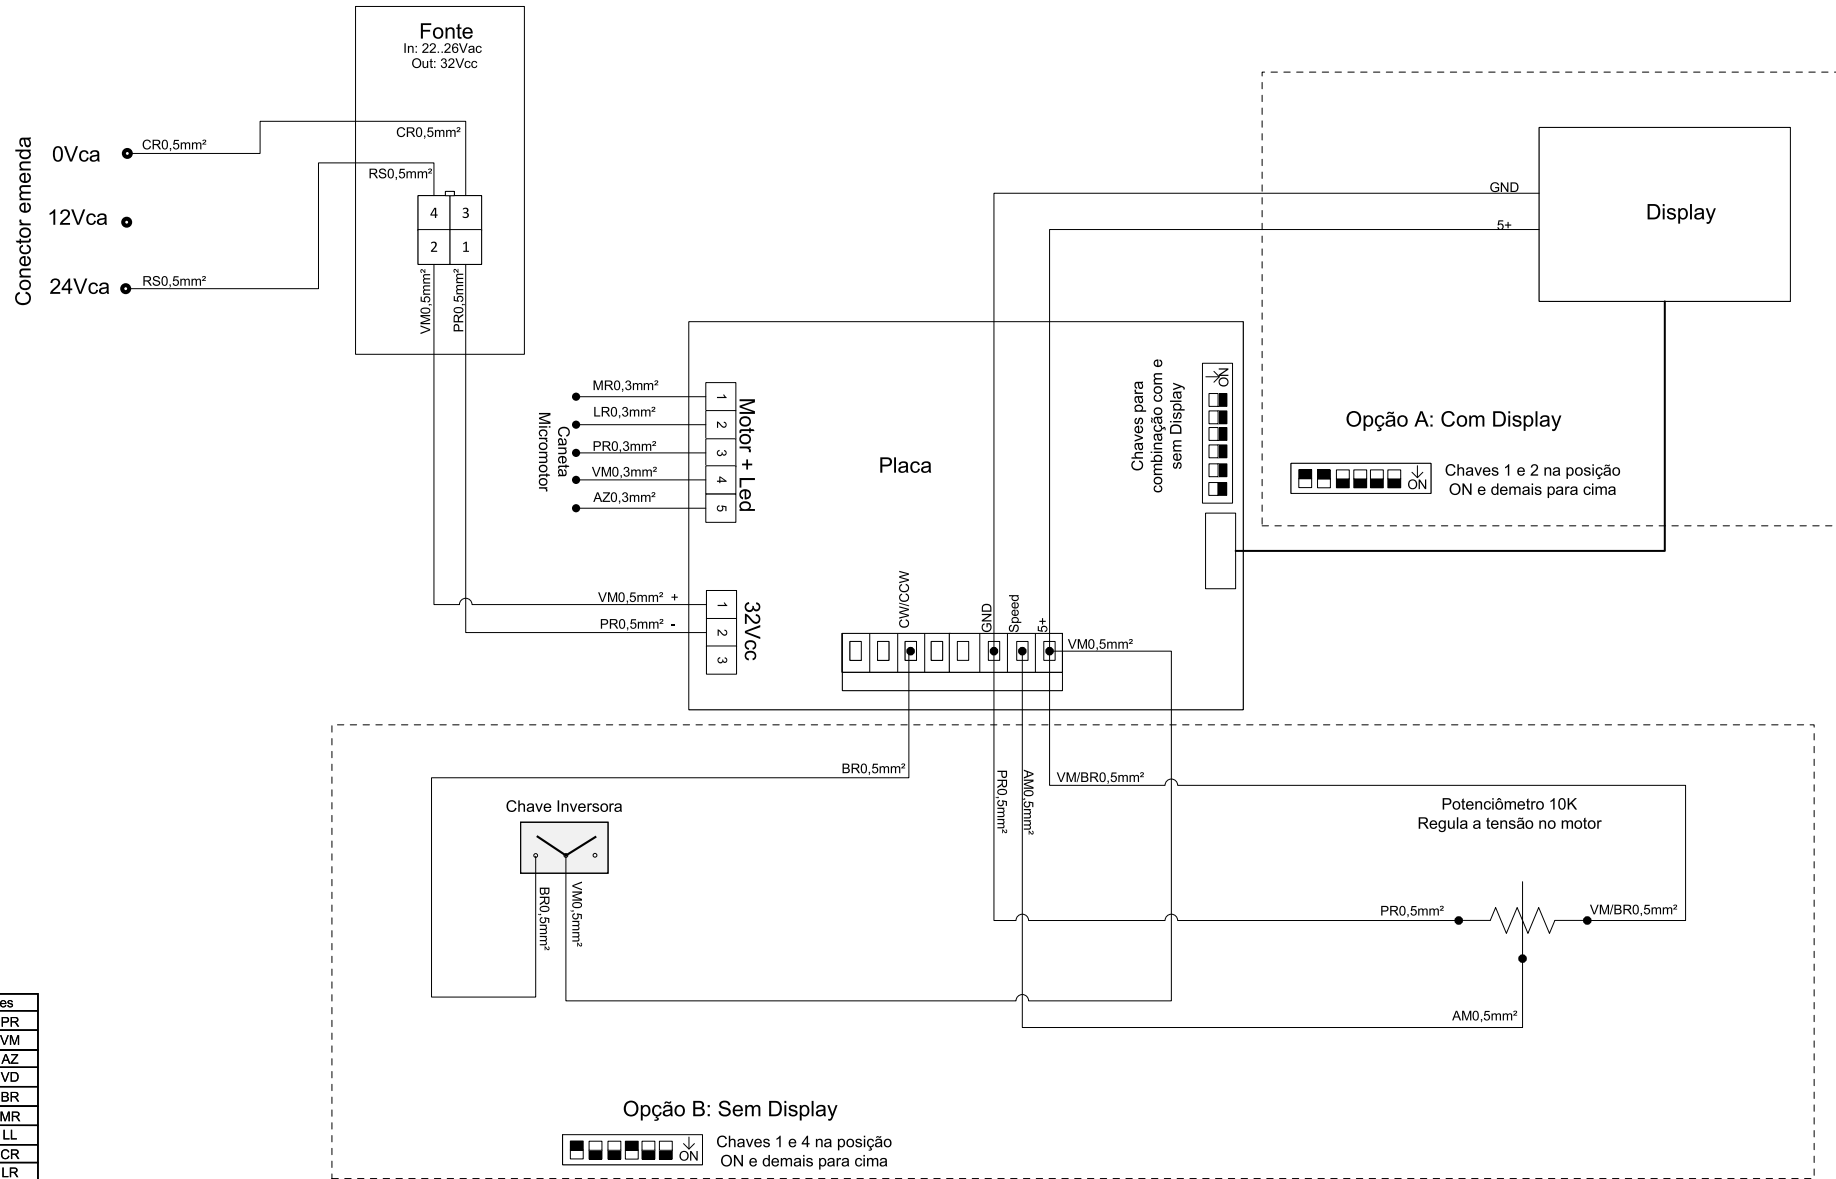 Fonte
In: 22..26Vac
Out: 32Vcc
Conector emenda
0Vca
CR0,5mm²
CR0,5mm²
RS0,5mm²
12Vca
24Vca
RS0,5mm²
4
3
2
1
VM0,5mm²
PR0,5mm²
GND
5+
Display
MR0,3mm²
LR0,3mm²
PR0,3mm²
VM0,3mm²
AZ0,3mm²
Caneta
Micromotor
1
2
3
4
5
Motor + Led
Placa
Chaves para
combinação com e
sem Display
ON
Opção A: Com Display
ON
Chaves 1 e 2 na posição
ON e demais para cima
VM0,5mm² +
PR0,5mm² -
1
2
3
32Vcc
CW/CCW
GND
Speed
5+
VM0,5mm²
BR0,5mm²
PR0,5mm²
AM0,5mm²
VM/BR0,5mm²
Chave Inversora
BR0,5mm²
VM0,5mm²
Potenciômetro 10K
Regula a tensão no motor
PR0,5mm²
VM/BR0,5mm²
AM0,5mm²
Opção B: Sem Display
ON
Chaves 1 e 4 na posição
ON e demais para cima
es
PR
VM
AZ
VD
BR
MR
LL
CR
LR